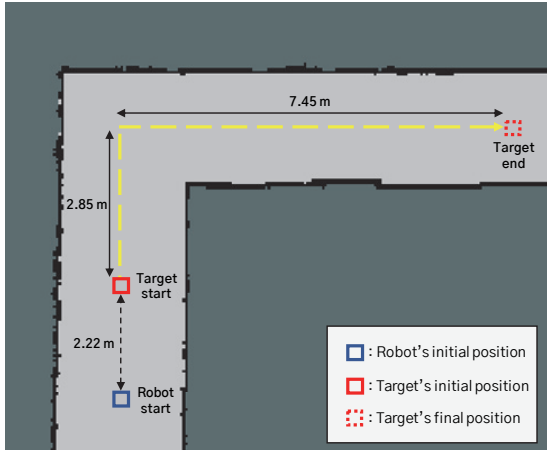 7.45 m
Target
end
2.85 m
Target
start
2.22 m
Robot
start
: Robot's initial position
: Target's initial position
: Target's final position